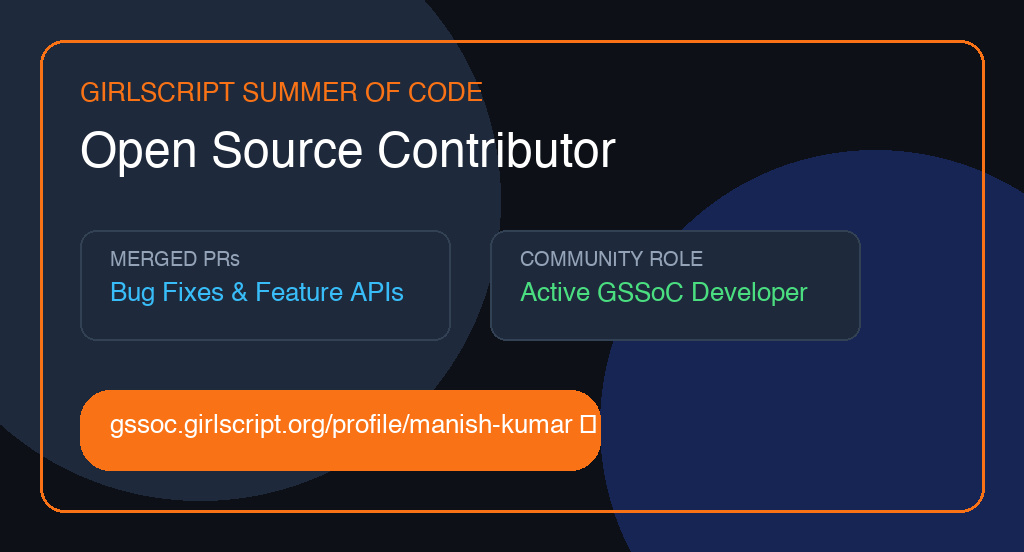 GIRLSCRIPT SUMMER OF CODE
Open Source Contributor
MERGED PRs
Bug Fixes & Feature APIs
COMMUNITY ROLE
Active GSSoC Developer
gssoc.girlscript.org/profile/manish-kumar